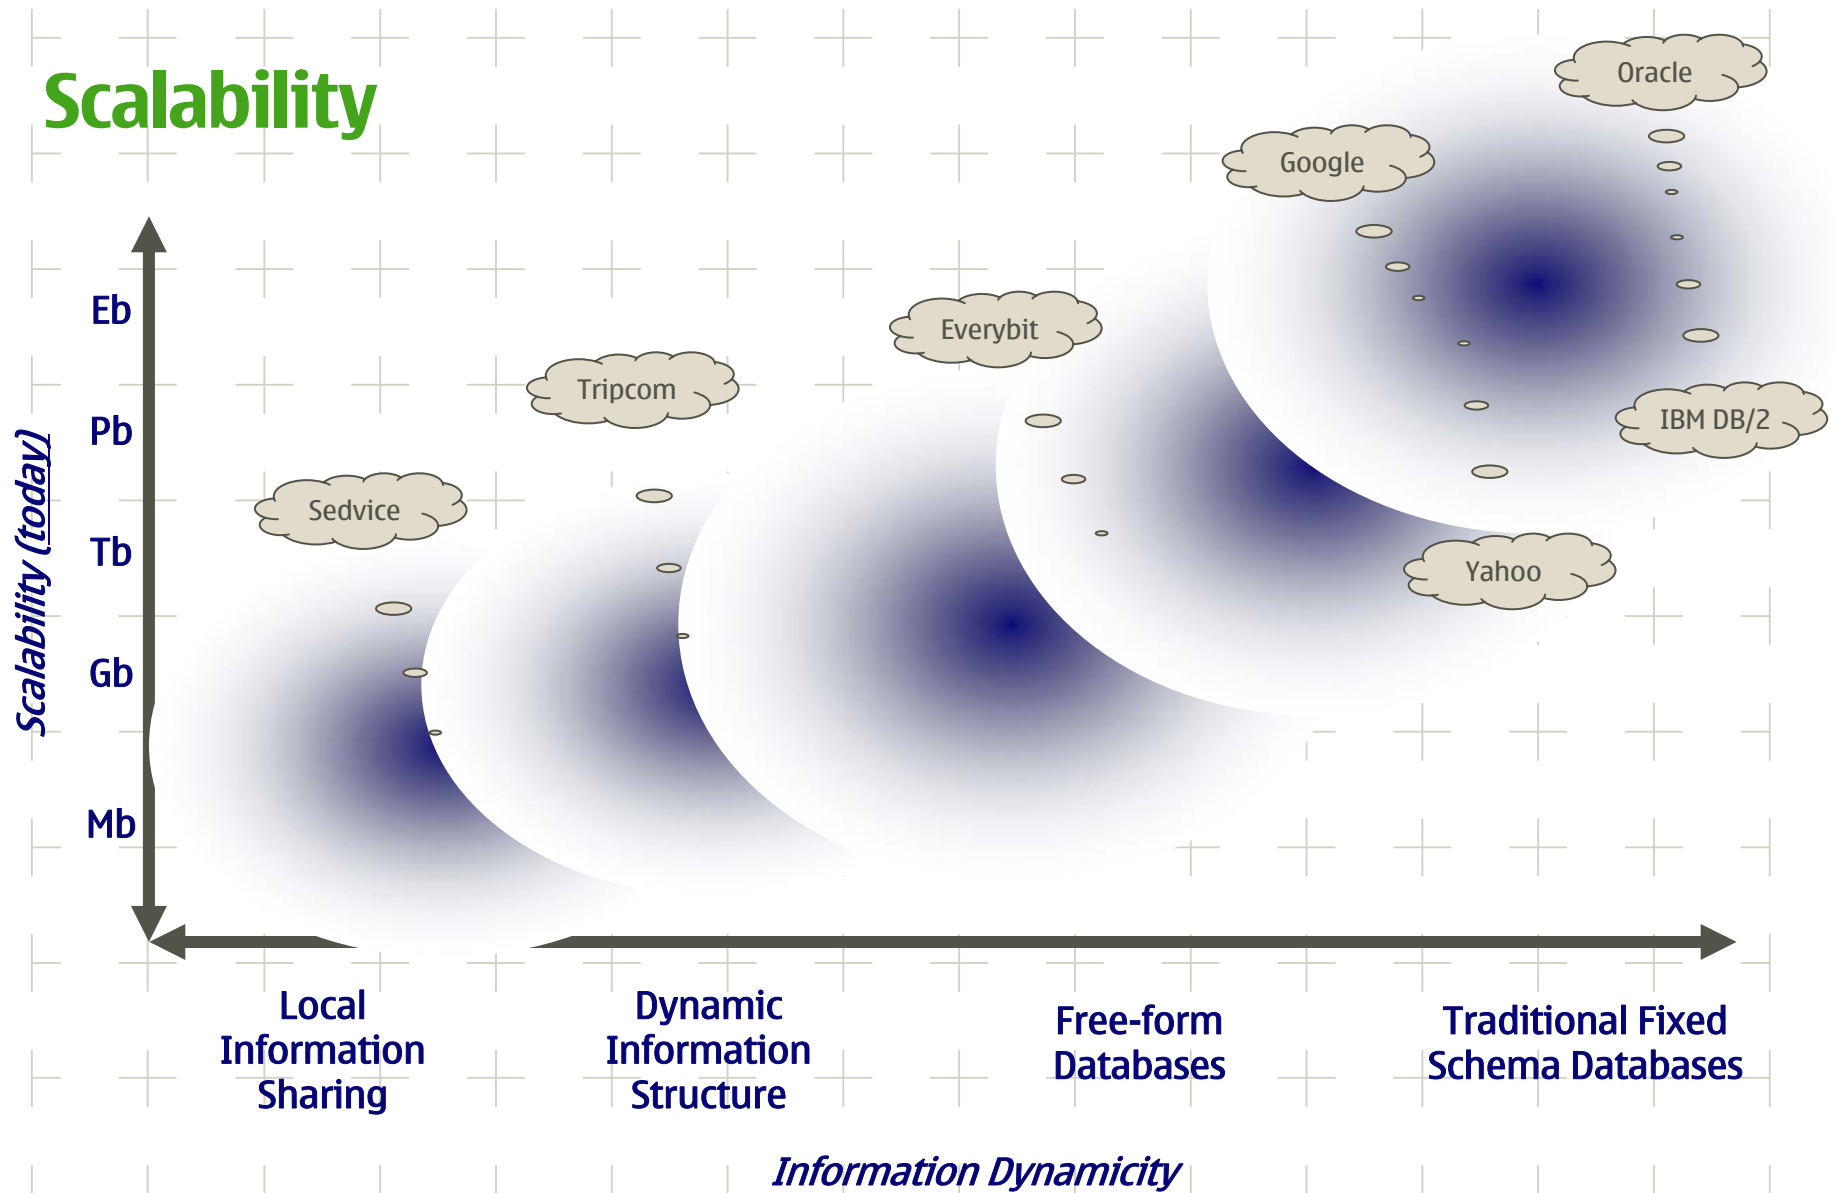 Scalability
Oracle
Google
Everybit
Tripcom
IBM DB/2
Sedvice
Yahoo
Eb
Pb
Tb
Gb
Mb
Scalability (today)
Local
Information
Sharing
Dynamic
Information
Structure
Free-form
Databases
Traditional Fixed
Schema Databases
Information Dynamicity